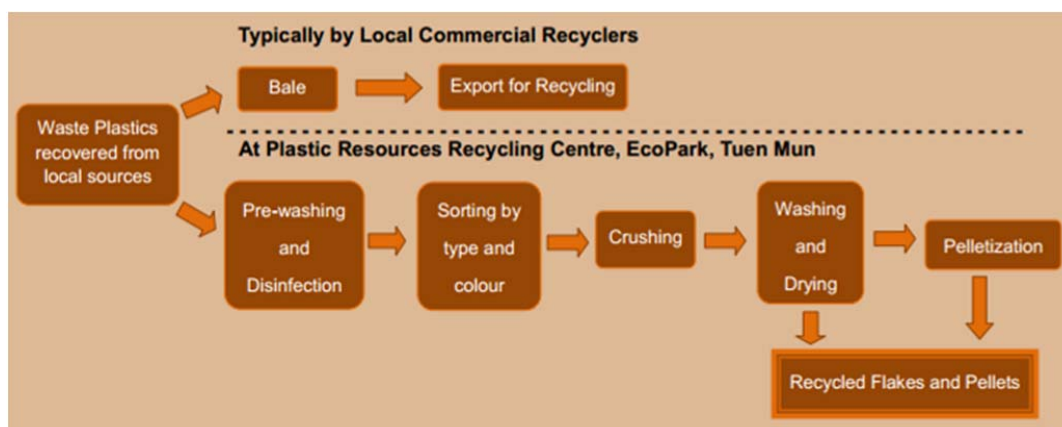 Typically by Local Commercial Recyclers
Bale
Export for Recycling
Waste Plastics
recovered from
local sources
At Plastic Resources Recycling Centre, EcoPark, Tuen Mun
Pre-washing
and
Disinfection
Sorting by
type and
colour
Crushing
Washing
and
Drying
Pelletization
Recycled Flakes and Pellets